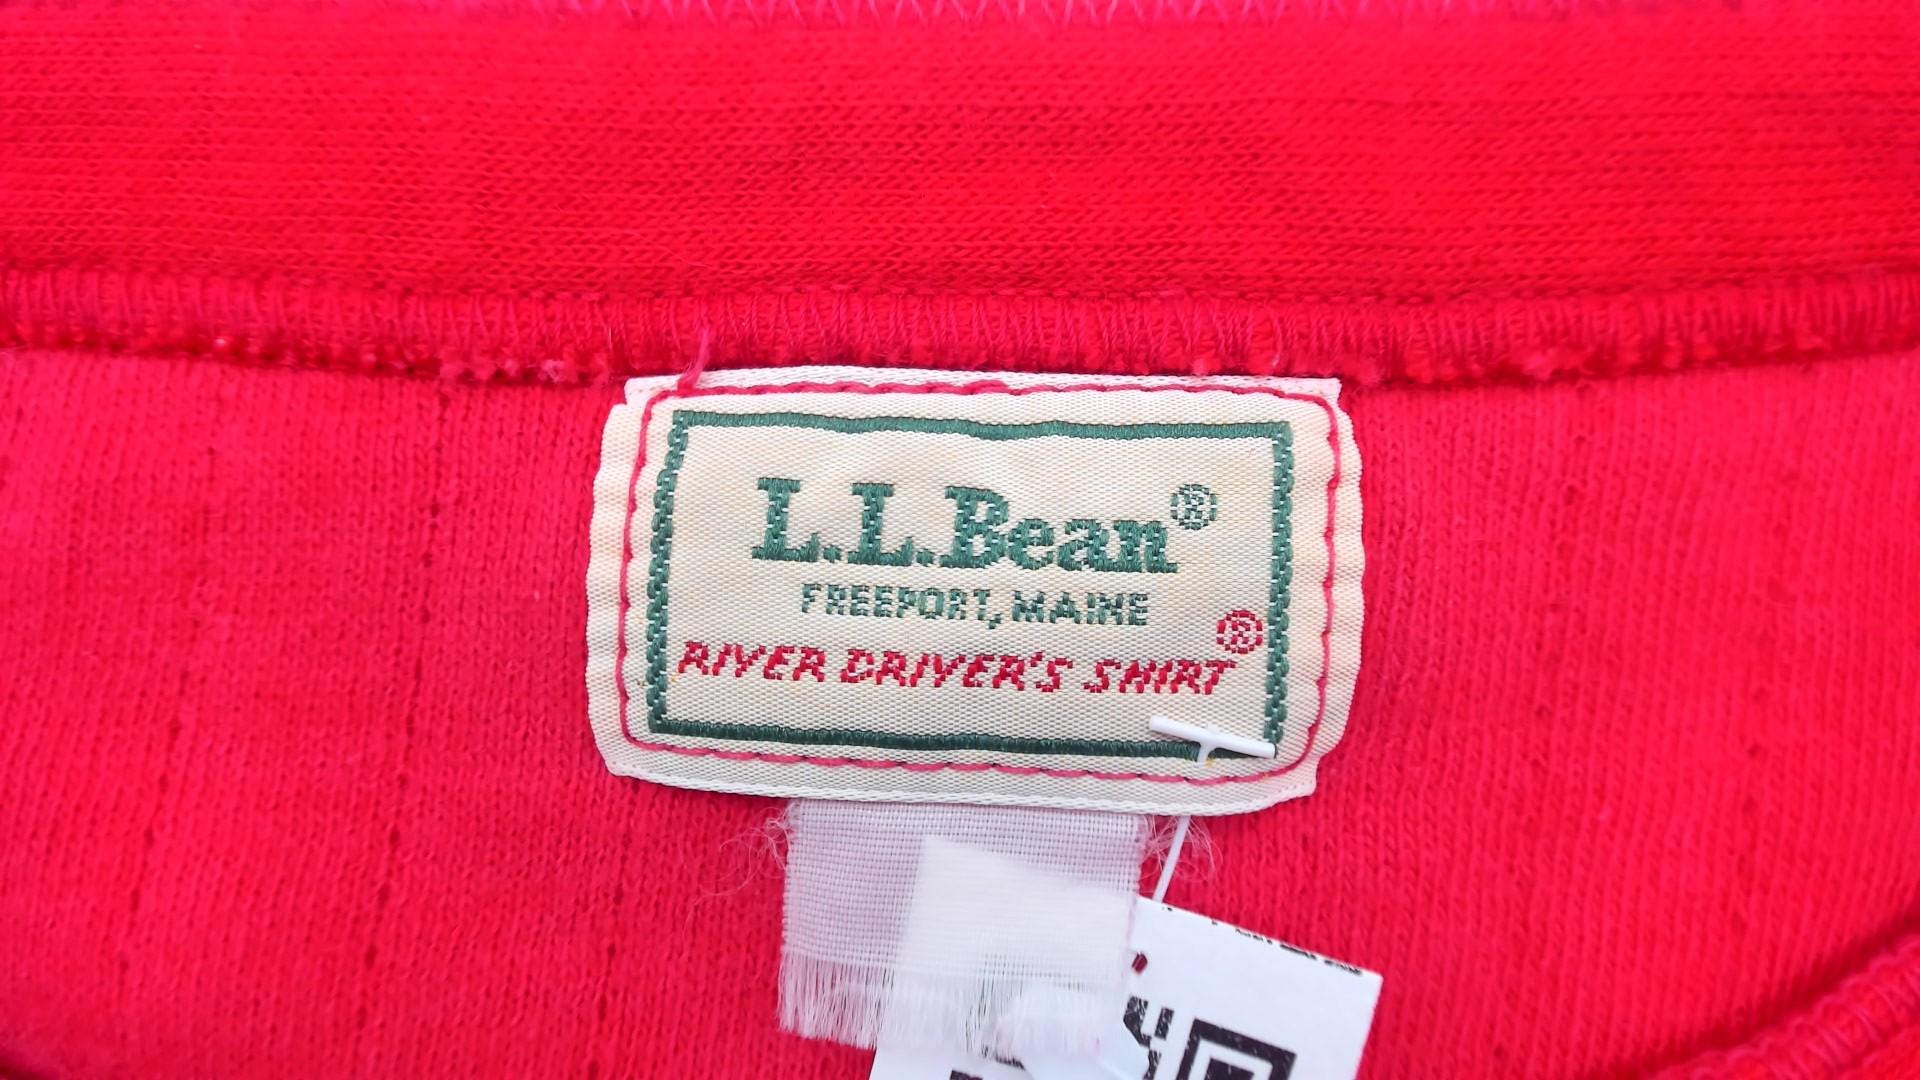 L.L.Bean®
FREEPORT, MAINE
RIVER DRIVER'S SHIRT®